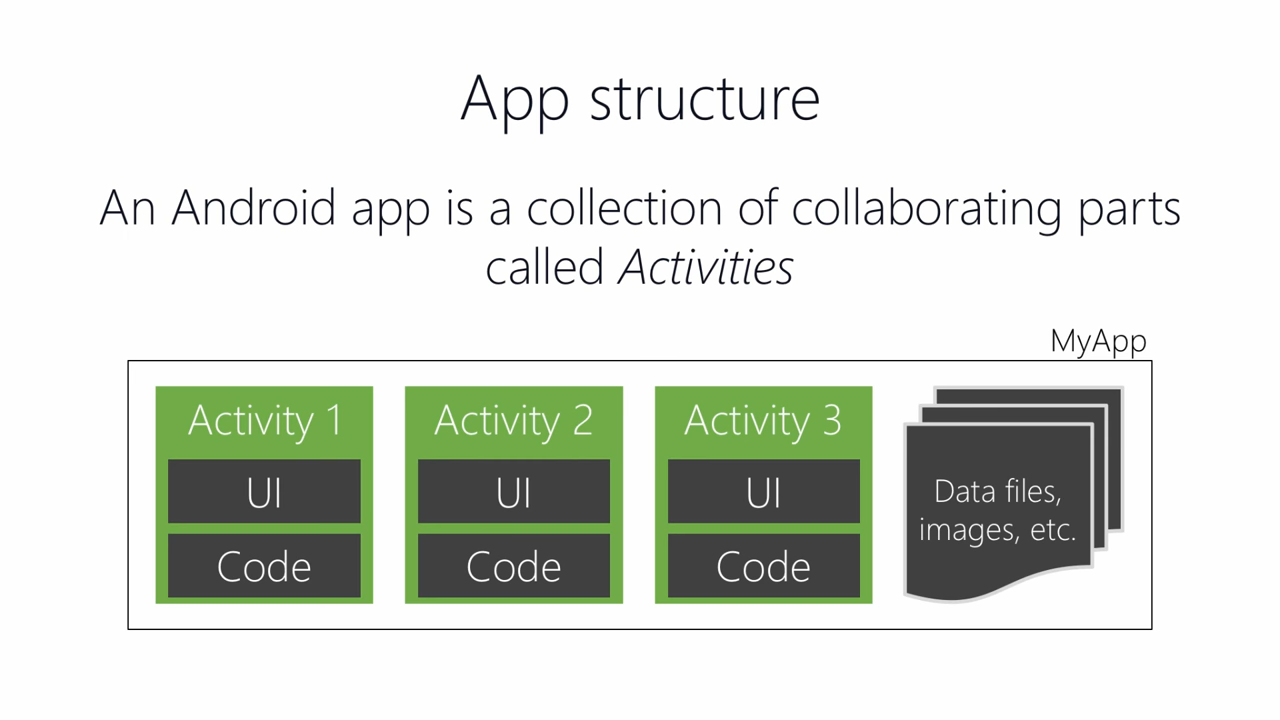 App structure
An Android app is a collection of collaborating parts
called Activities
MyApp
Activity 1
UI
Code
Activity 2
UI
Code
Activity 3
UI
Code
Data files,
images, etc.